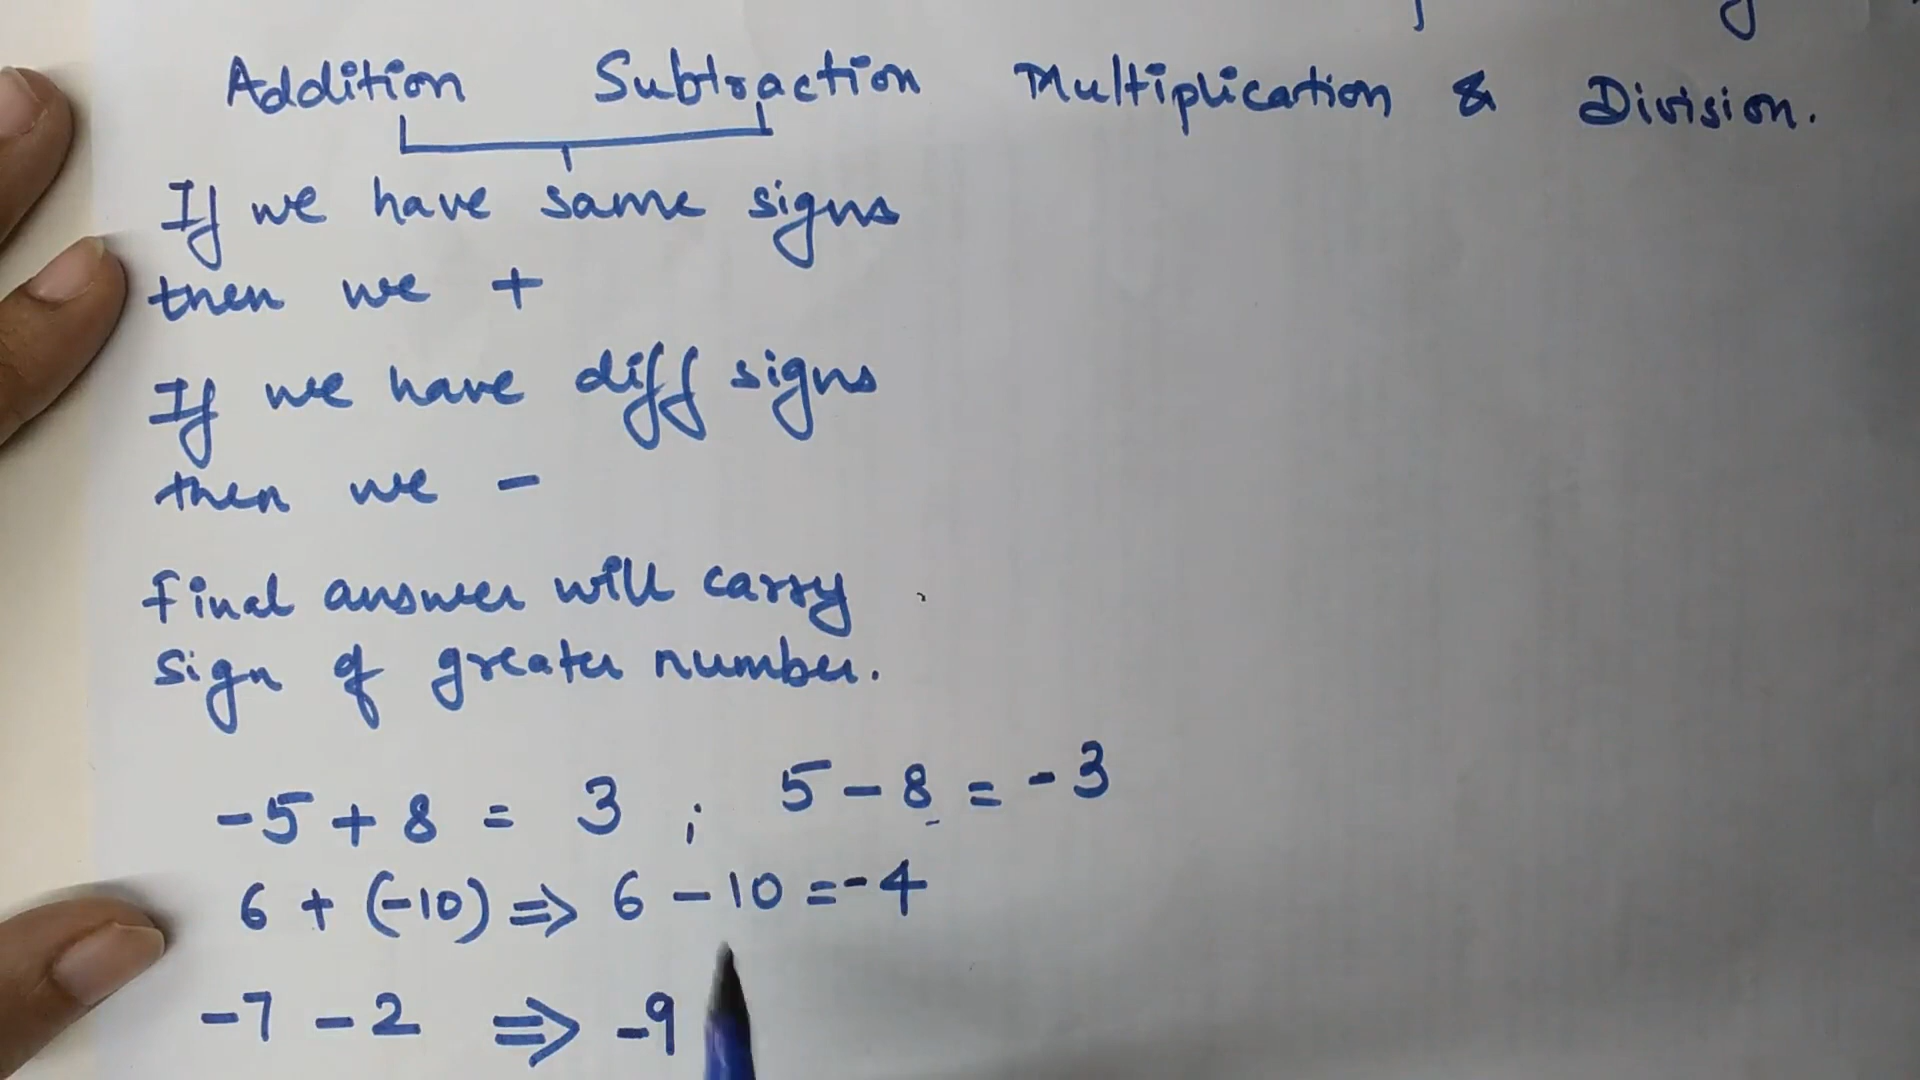 Addition Subtraction Multiplication & Division.
If we have same signs
then we +
If we have diff signs
then we -
Final answer will carry
sign of greater number.
-5 + 8 = 3 ; 5 - 8 = -3
6 + (-10) ⇒ 6 - 10 = -4
-7 - 2 ⇒ -9